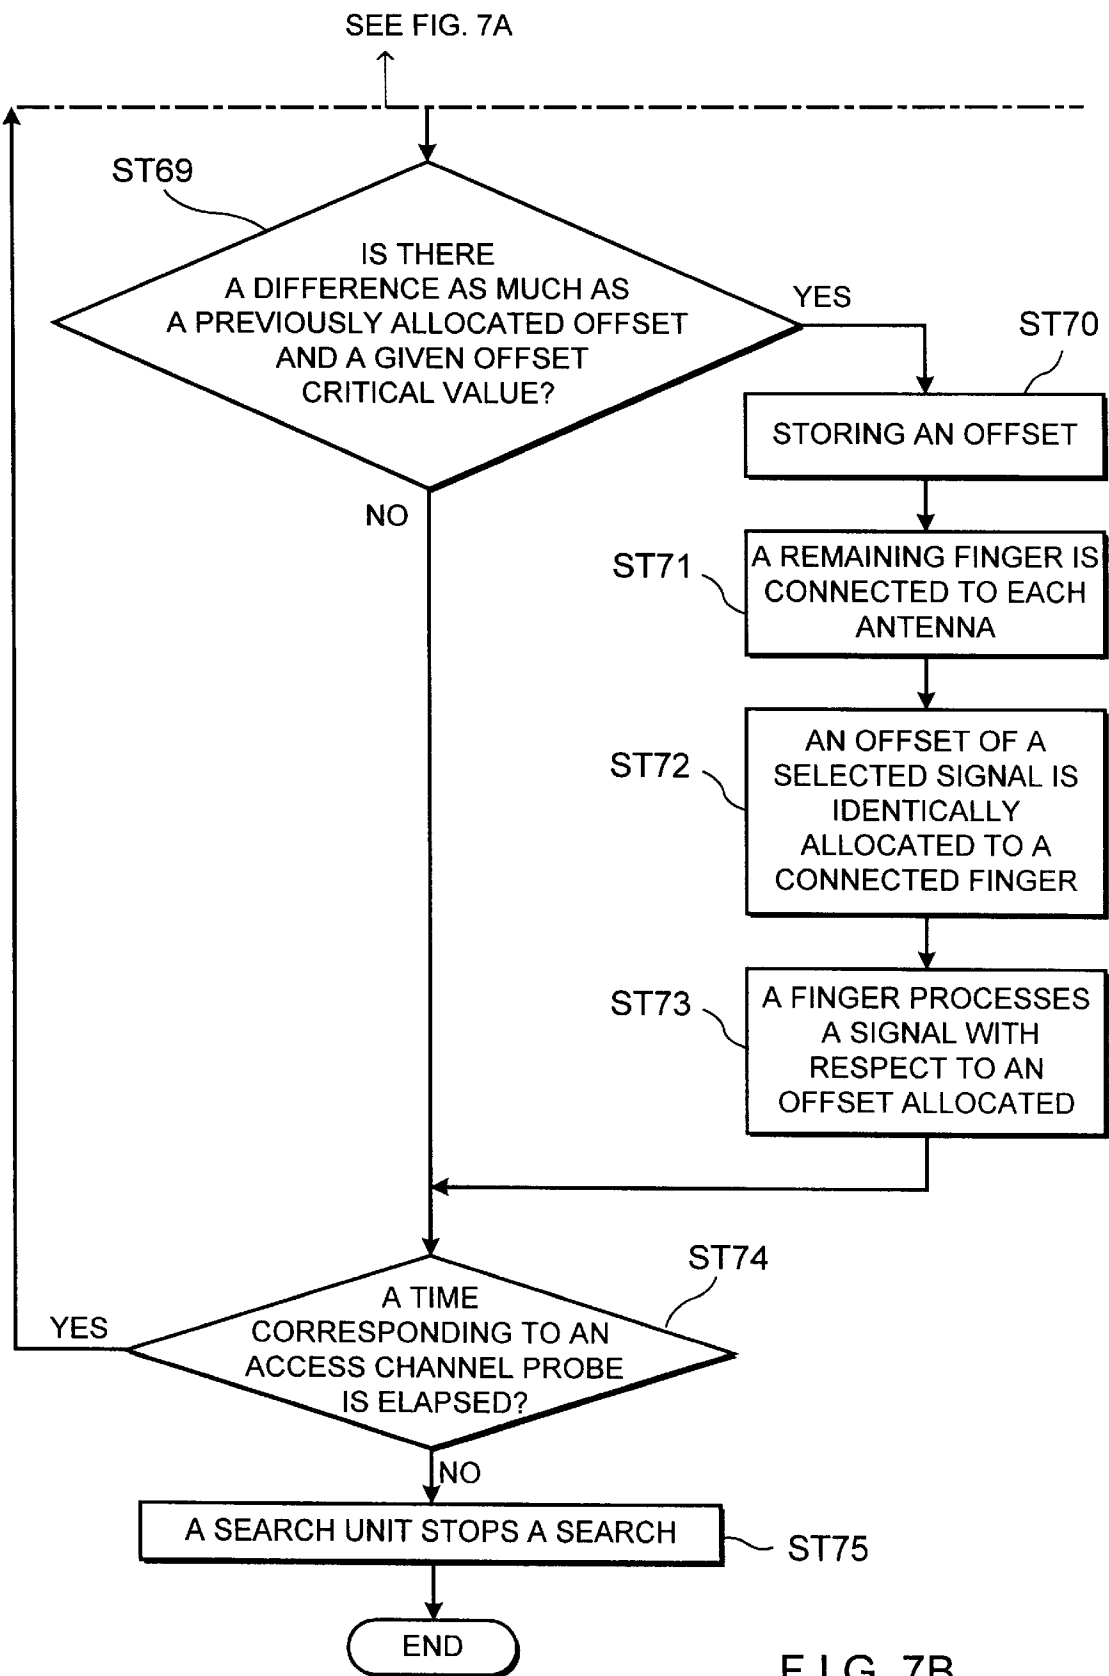 SEE FIG. 7A
ST69
IS THERE
A DIFFERENCE AS MUCH AS
A PREVIOUSLY ALLOCATED OFFSET
AND A GIVEN OFFSET
CRITICAL VALUE?
YES
ST70
STORING AN OFFSET
NO
ST71
A REMAINING FINGER IS
CONNECTED TO EACH
ANTENNA
ST72
AN OFFSET OF A
SELECTED SIGNAL IS
IDENTICALLY
ALLOCATED TO A
CONNECTED FINGER
ST73
A FINGER PROCESSES
A SIGNAL WITH
RESPECT TO AN
OFFSET ALLOCATED
ST74
A TIME
CORRESPONDING TO AN
ACCESS CHANNEL PROBE
IS ELAPSED?
YES
NO
A SEARCH UNIT STOPS A SEARCH
ST75
END
FIG. 7B